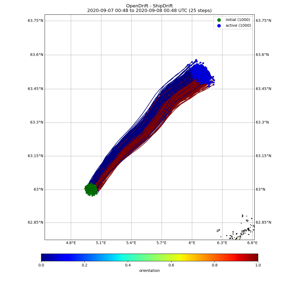 OpenDrift - ShipDrift
2020-09-07 00:48 to 2020-09-08 00:48 UTC (25 steps)
initial (1000)
active (1000)
63.75°N 63.75°N
63.6°N 63.6°N
63.45°N 63.45°N
63.3°N 63.3°N
63.15°N 63.15°N
63°N 63°N
62.85°N 62.85°N
4.8°E 5.1°E 5.4°E 5.7°E 6°E 6.3°E 6.6°E
0.0 0.2 0.4 0.6 0.8 1.0
orientation